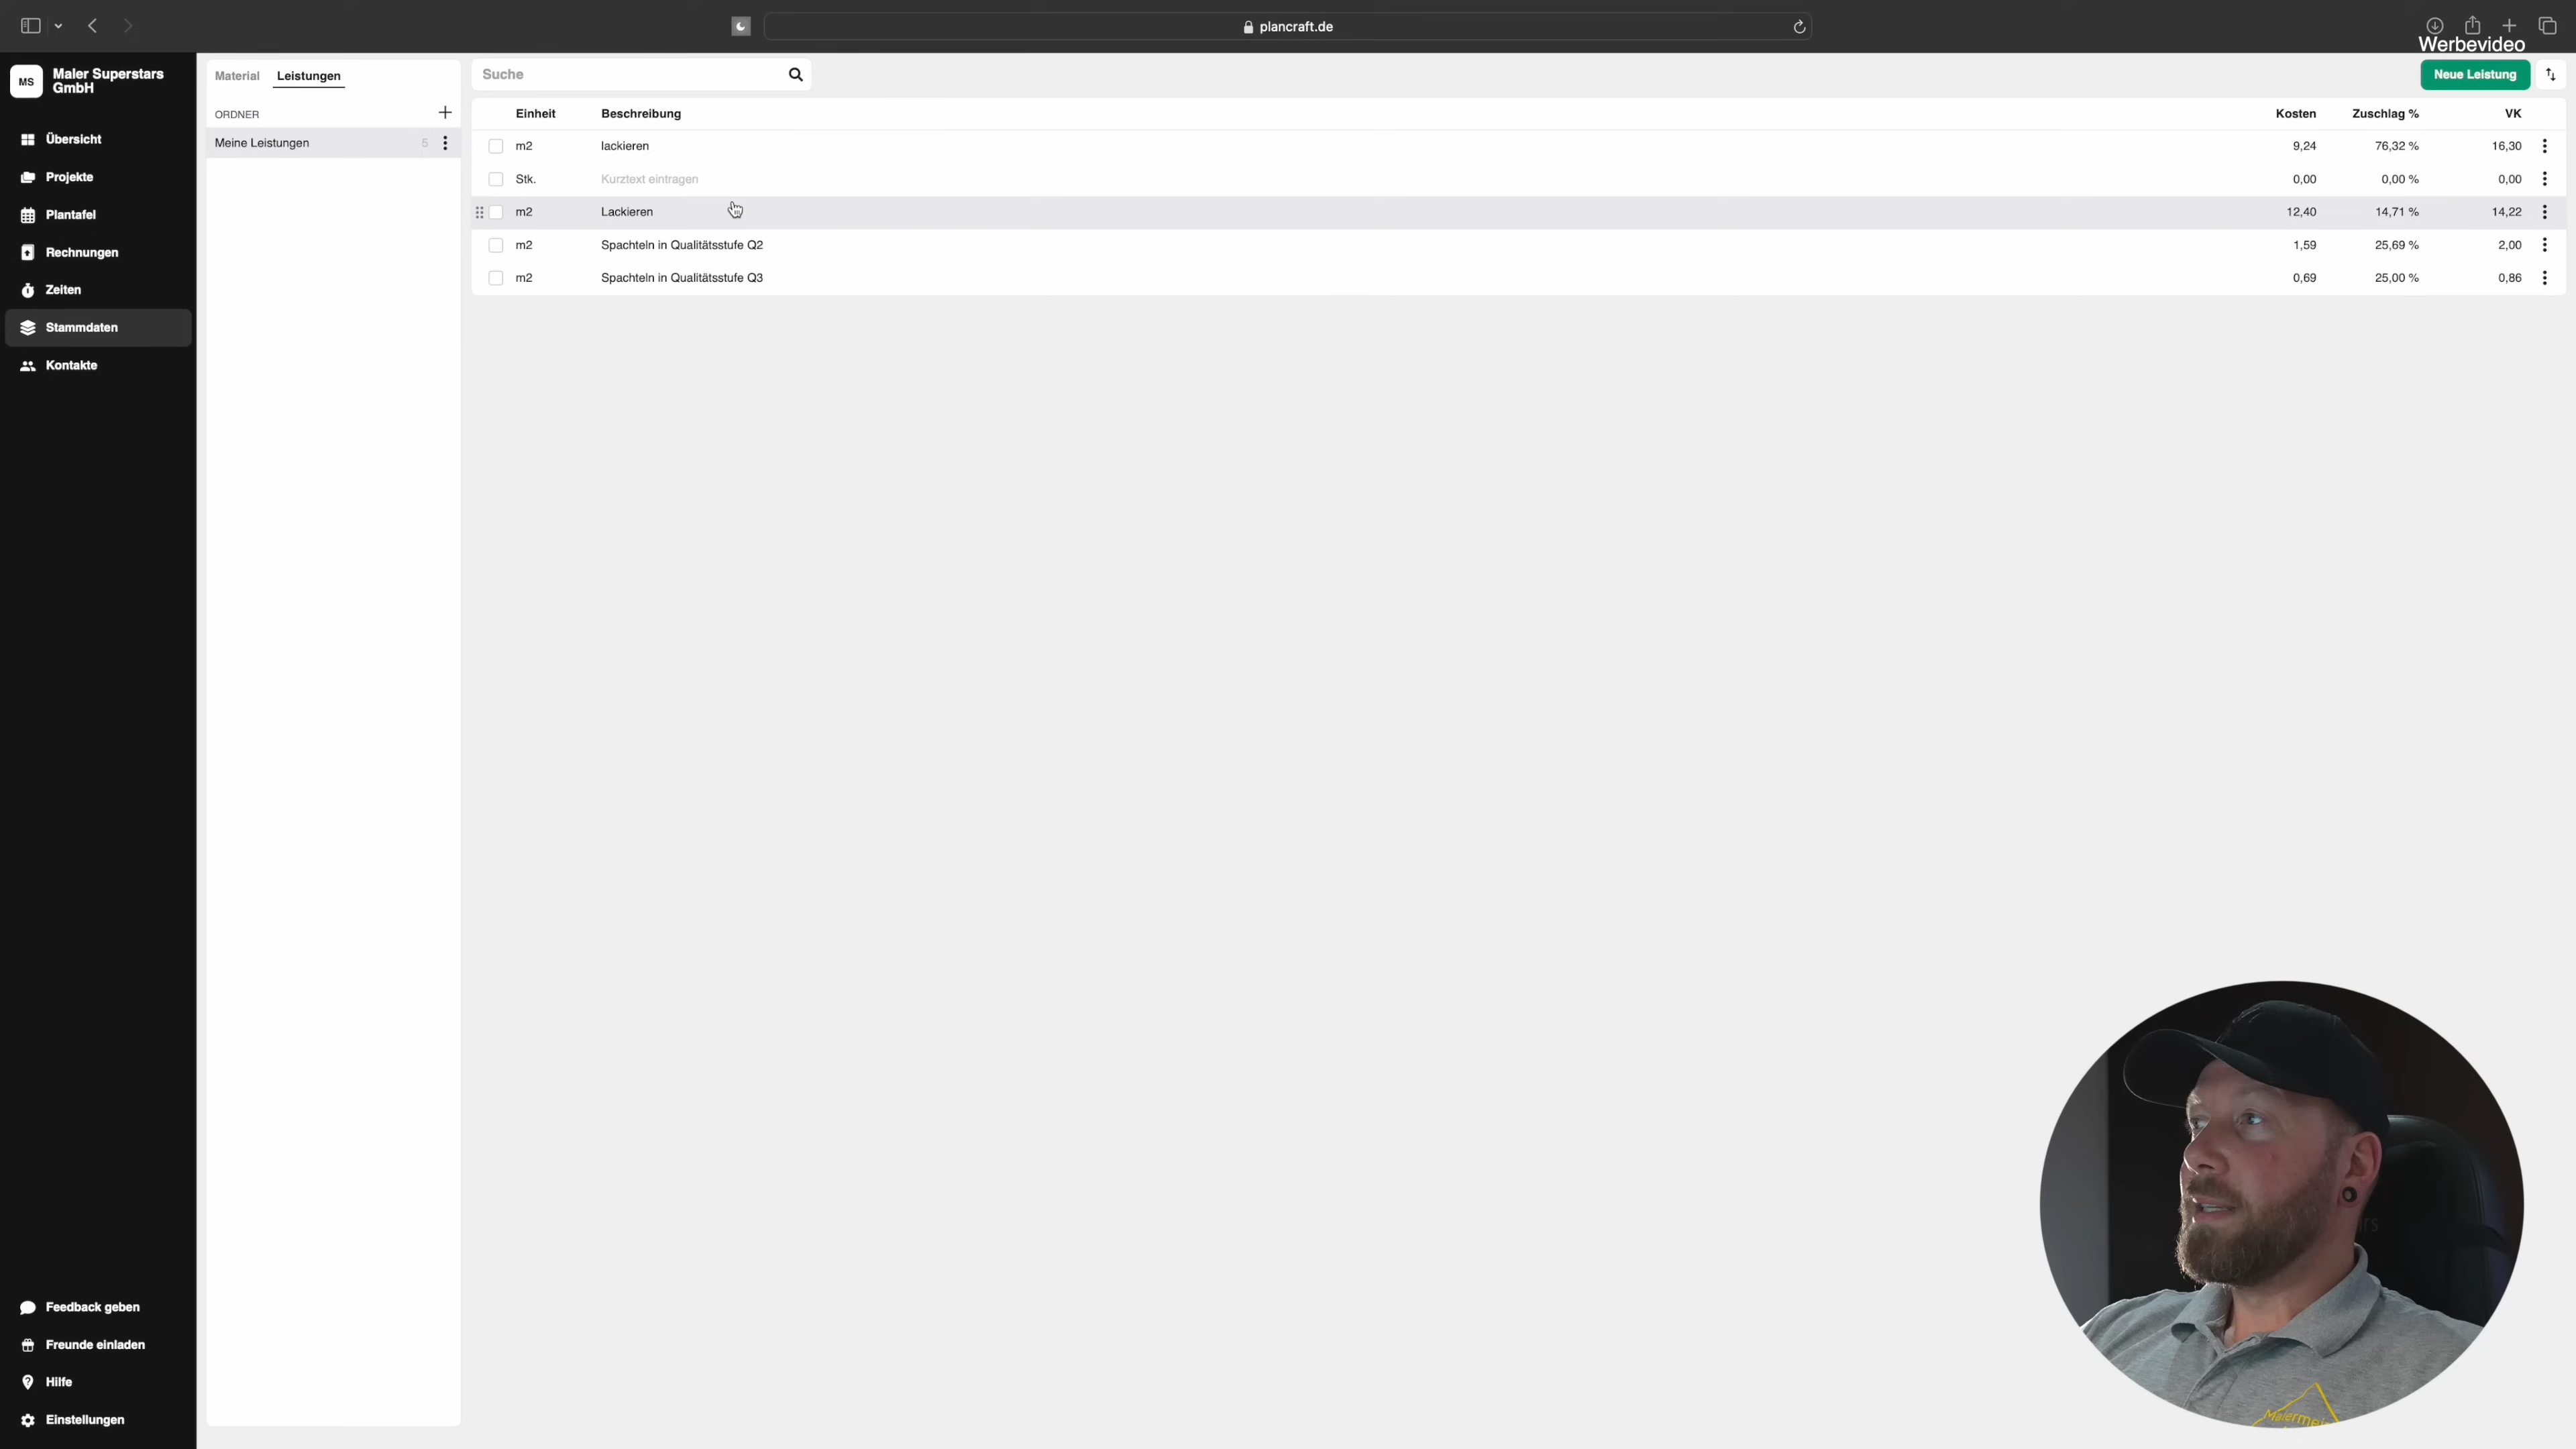 plancraft.de
Werbevideo
MS
Maler Superstars
GmbH
Übersicht
Projekte
Plantafel
Rechnungen
Zeiten
Stammdaten
Kontakte
Feedback geben
Freunde einladen
Hilfe
Einstellungen
Material Leistungen
ORDNER
Meine Leistungen 5
Suche
Neue Leistung
Einheit Beschreibung Kosten Zuschlag % VK
m2 lackieren 9,24 76,32 % 16,30
Stk. Kurztext eintragen 0,00 0,00 % 0,00
m2 Lackieren 12,40 14,71 % 14,22
m2 Spachteln in Qualitätsstufe Q2 1,59 25,69 % 2,00
m2 Spachteln in Qualitätsstufe Q3 0,69 25,00 % 0,86